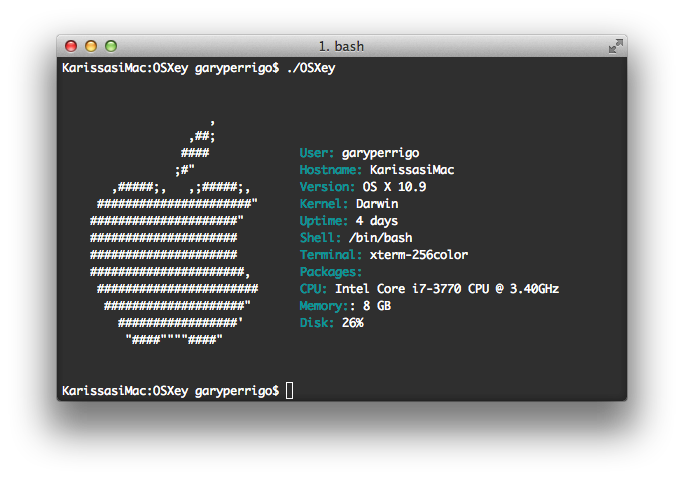 1. bash
KarissasiMac:OSXey garyperrigo$ ./OSXey
                     ,
                  ,##;
                 ####
                ;#"
       ,#####;,   ,;#####;,
     ######################"
    #####################"
    #####################
    #####################
    ######################,
     #######################
      ####################"
        #################'
         "####""""####"
User: garyperrigo
Hostname: KarissasiMac
Version: OS X 10.9
Kernel: Darwin
Uptime: 4 days
Shell: /bin/bash
Terminal: xterm-256color
Packages:
CPU: Intel Core i7-3770 CPU @ 3.40GHz
Memory:: 8 GB
Disk: 26%
KarissasiMac:OSXey garyperrigo$